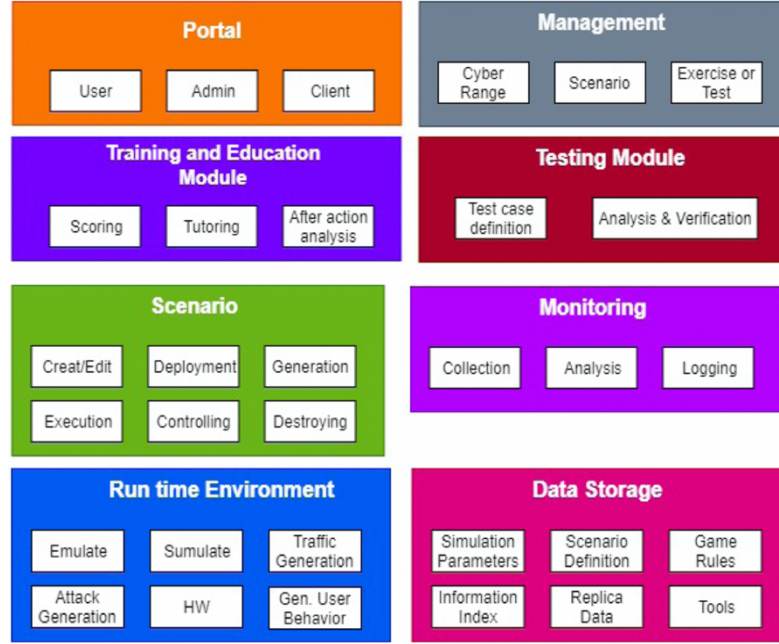 Portal
User
Admin
Client
Management
Cyber
Range
Scenario
Exercise or
Test
Training and Education
Module
Scoring
Tutoring
After action
analysis
Testing Module
Test case
definition
Analysis & Verification
Scenario
Creat/Edit
Deployment
Generation
Execution
Controlling
Destroying
Monitoring
Collection
Analysis
Logging
Run time Environment
Emulate
Sumulate
Traffic
Generation
Attack
Generation
HW
Gen. User
Behavior
Data Storage
Simulation
Parameters
Scenario
Definition
Game
Rules
Information
Index
Replica
Data
Tools